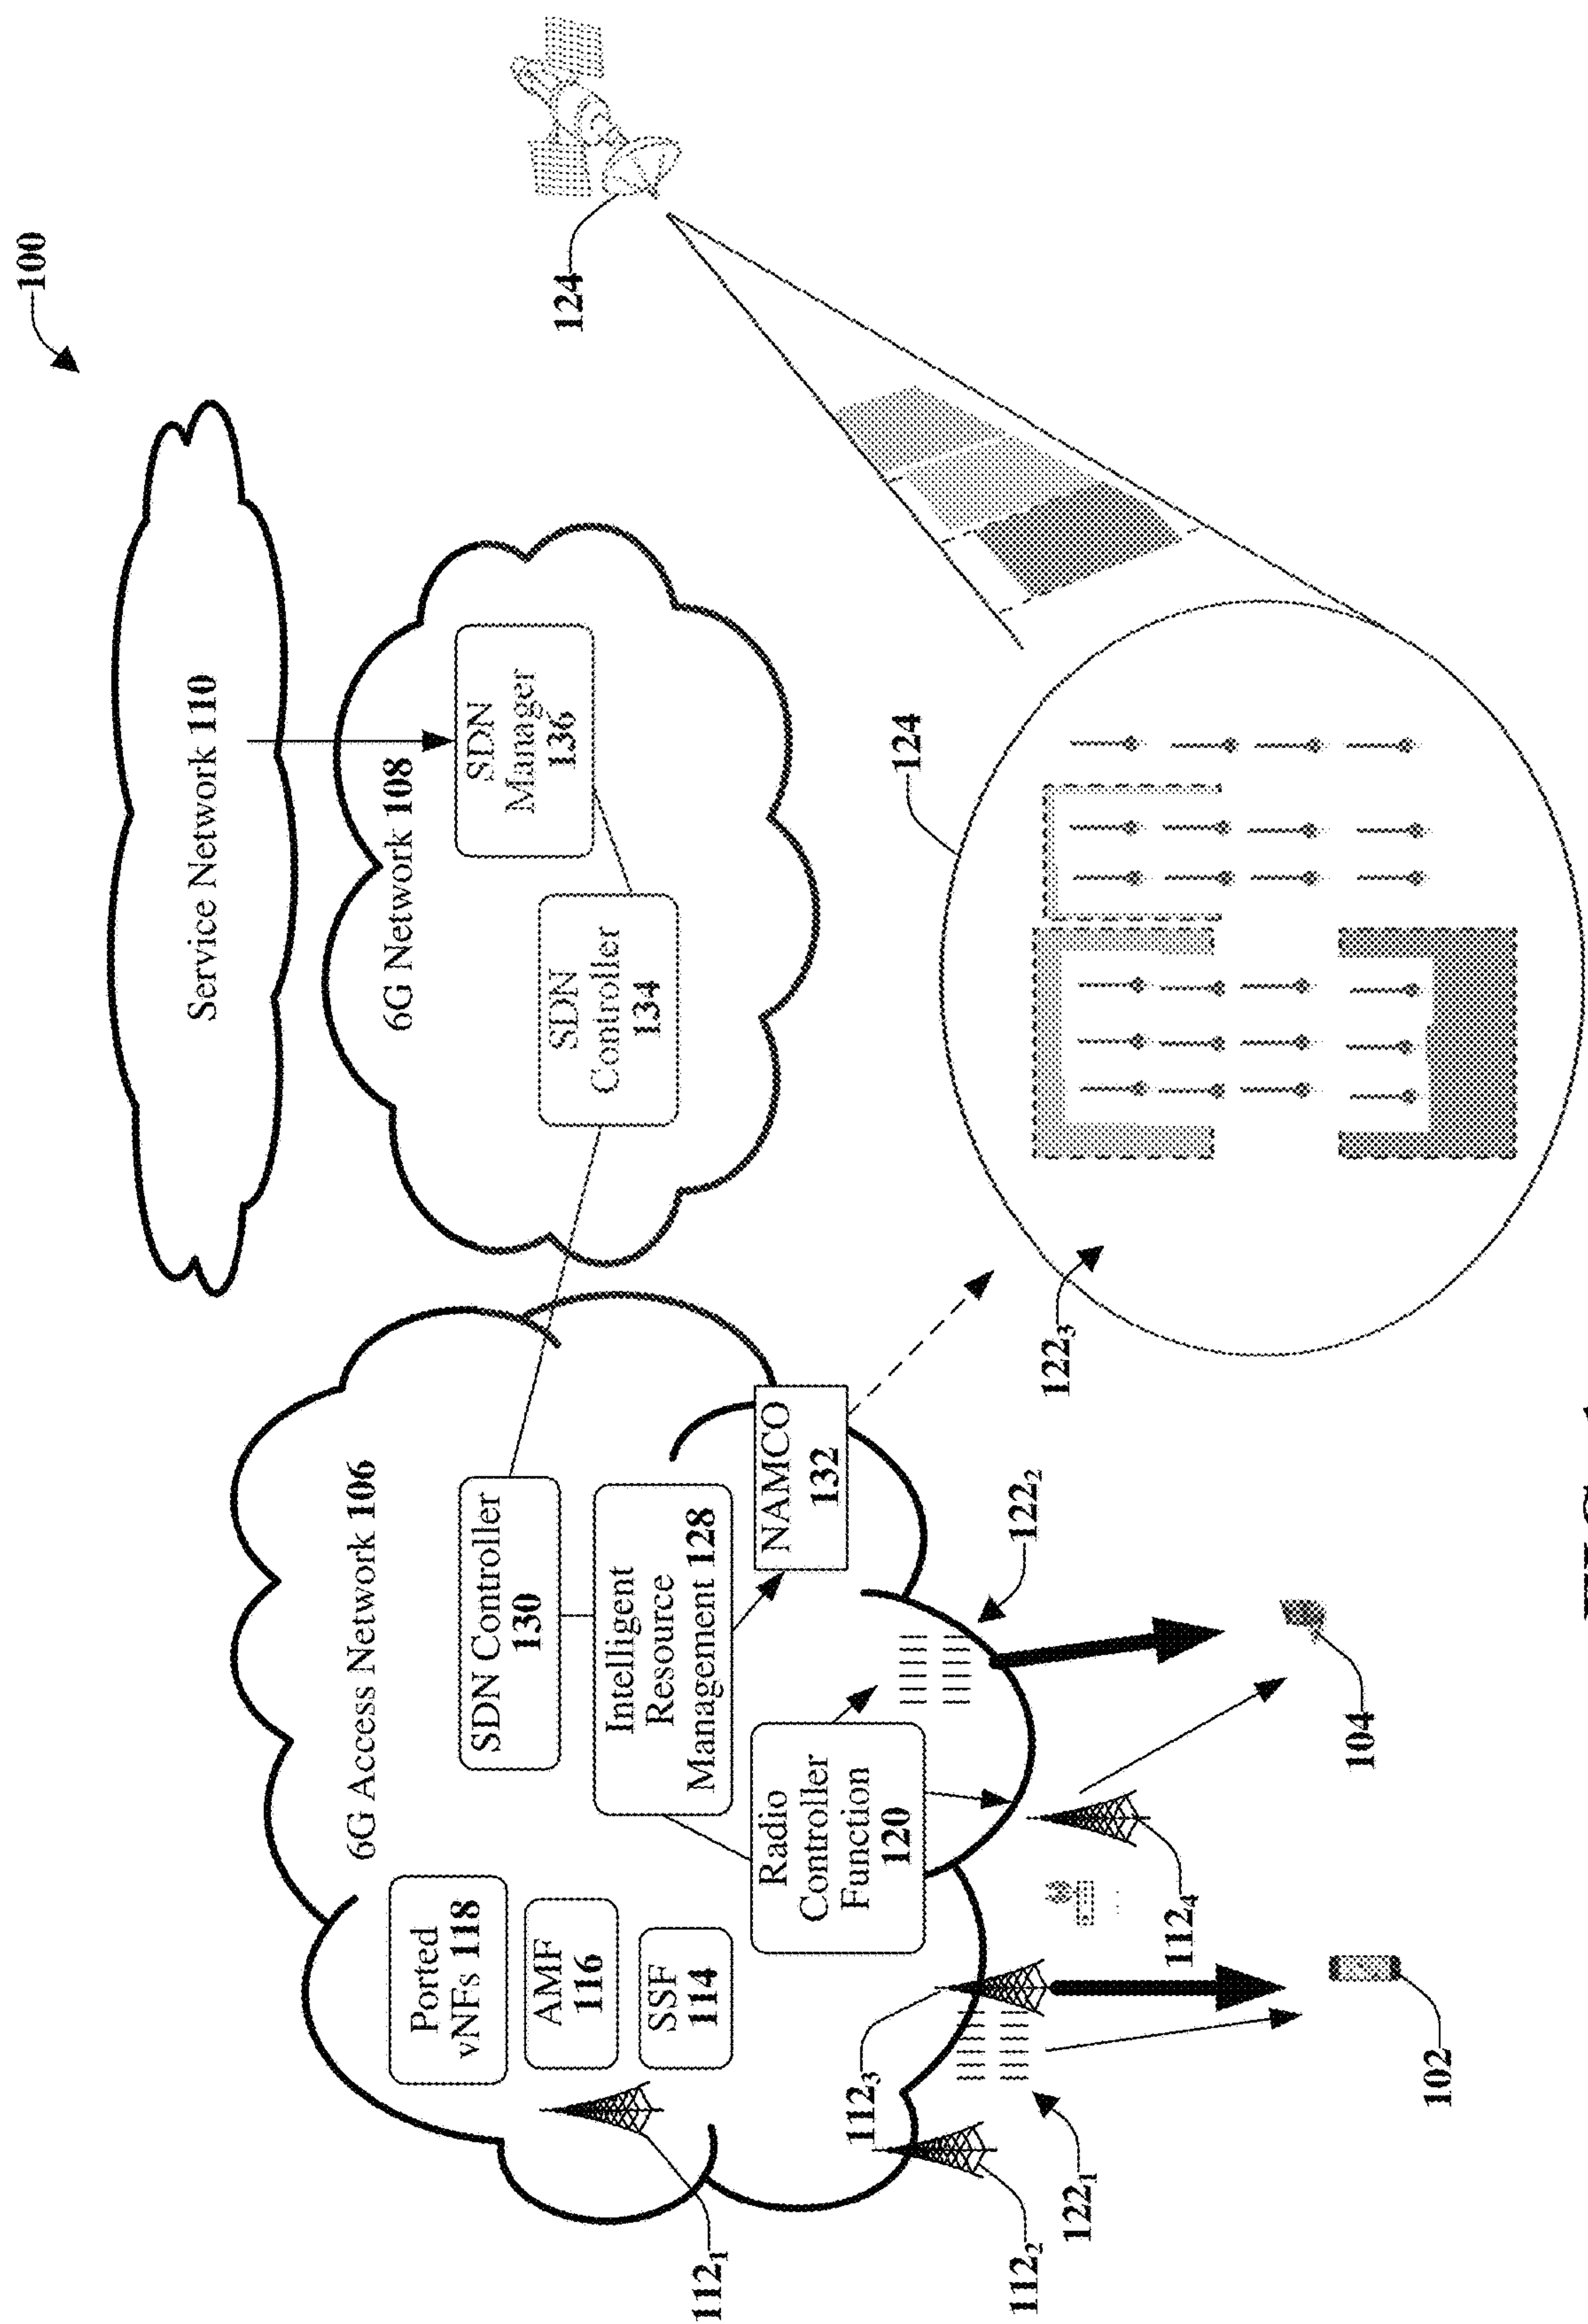 100
Service Network 110
6G Network 108
SDN
Manager
136
SDN
Controller
134
6G Access Network 106
SDN Controller
130
Intelligent
Resource
Management 128
NAMCO
132
Ported
vNFs 118
AMF
116
SSF
114
Radio
Controller
Function
120
112₁
112₂
112₃
112₄
122₁
122₂
122₃
124
124
102
104